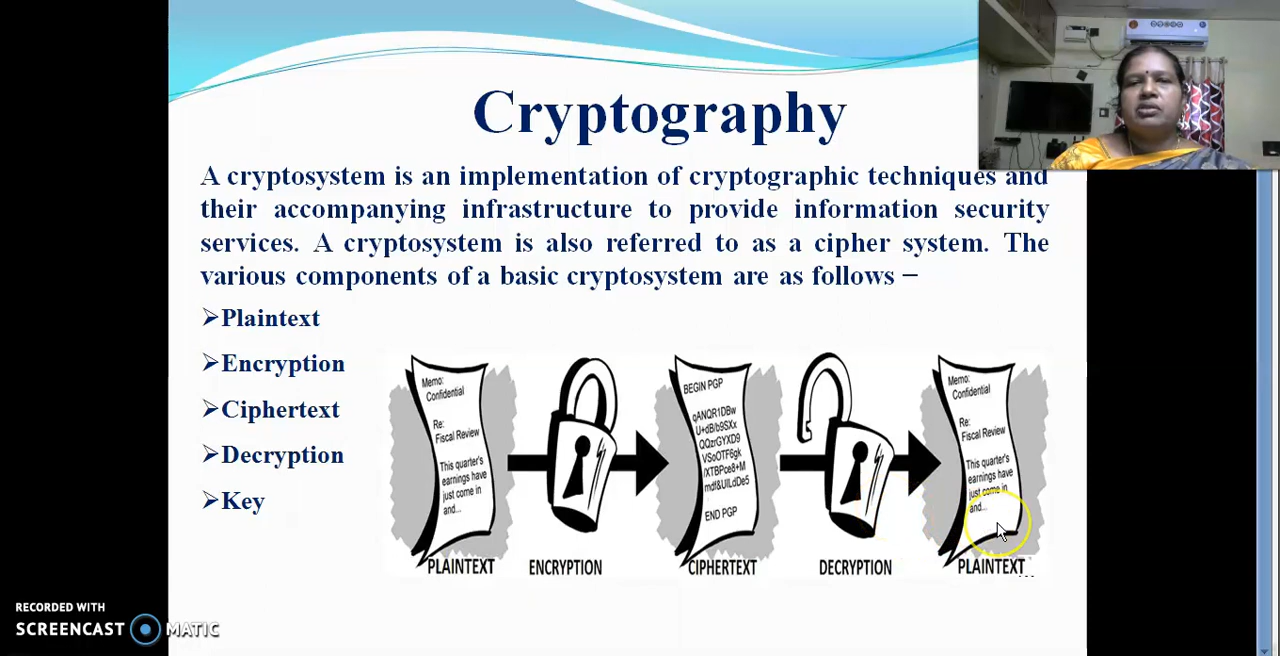 Cryptography
A cryptosystem is an implementation of cryptographic techniques and
their accompanying infrastructure to provide information security
services. A cryptosystem is also referred to as a cipher system. The
various components of a basic cryptosystem are as follows −
➢Plaintext
➢Encryption
➢Ciphertext
➢Decryption
➢Key
Memo:
Confidential
Re:
Fiscal Review
This quarter's
earnings have
just come in
and...
BEGIN PGP
qANQR1DBw
U+dB/b9SXx
QQzrGYXD9
VSoOTF6gk
/XTBPce8+M
mdf&UILdDe5
END PGP
Memo:
Confidential
Re:
Fiscal Review
This quarter's
earnings have
just come in
and...
PLAINTEXT
ENCRYPTION
CIPHERTEXT
DECRYPTION
PLAINTEXT
RECORDED WITH
SCREENCAST MATIC